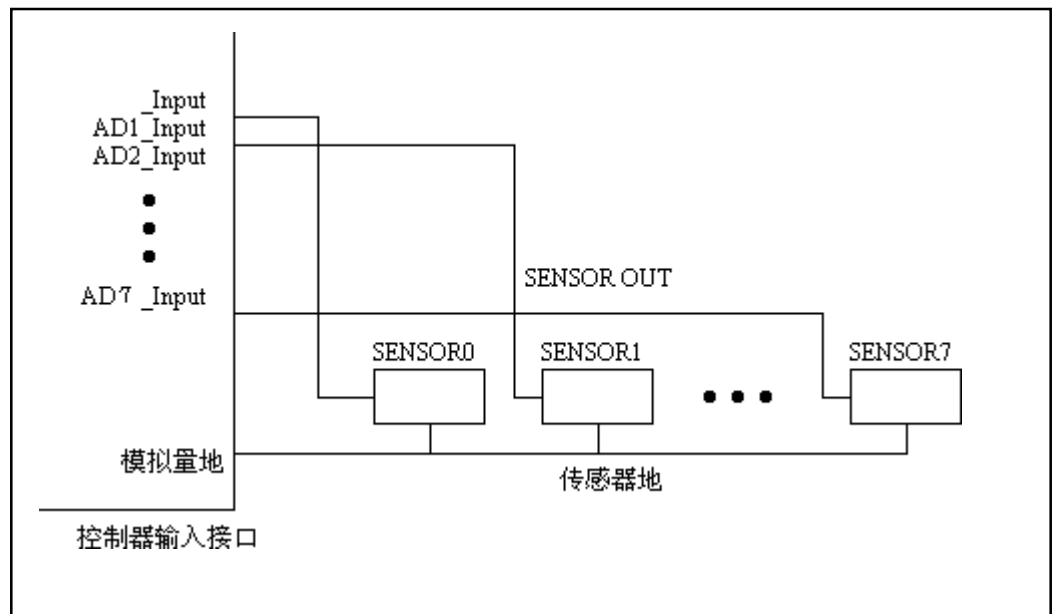 _Input
AD1_Input
AD2_Input
AD7 _Input
SENSOR OUT
SENSOR0
SENSOR1
SENSOR7
模拟量地
传感器地
控制器输入接口